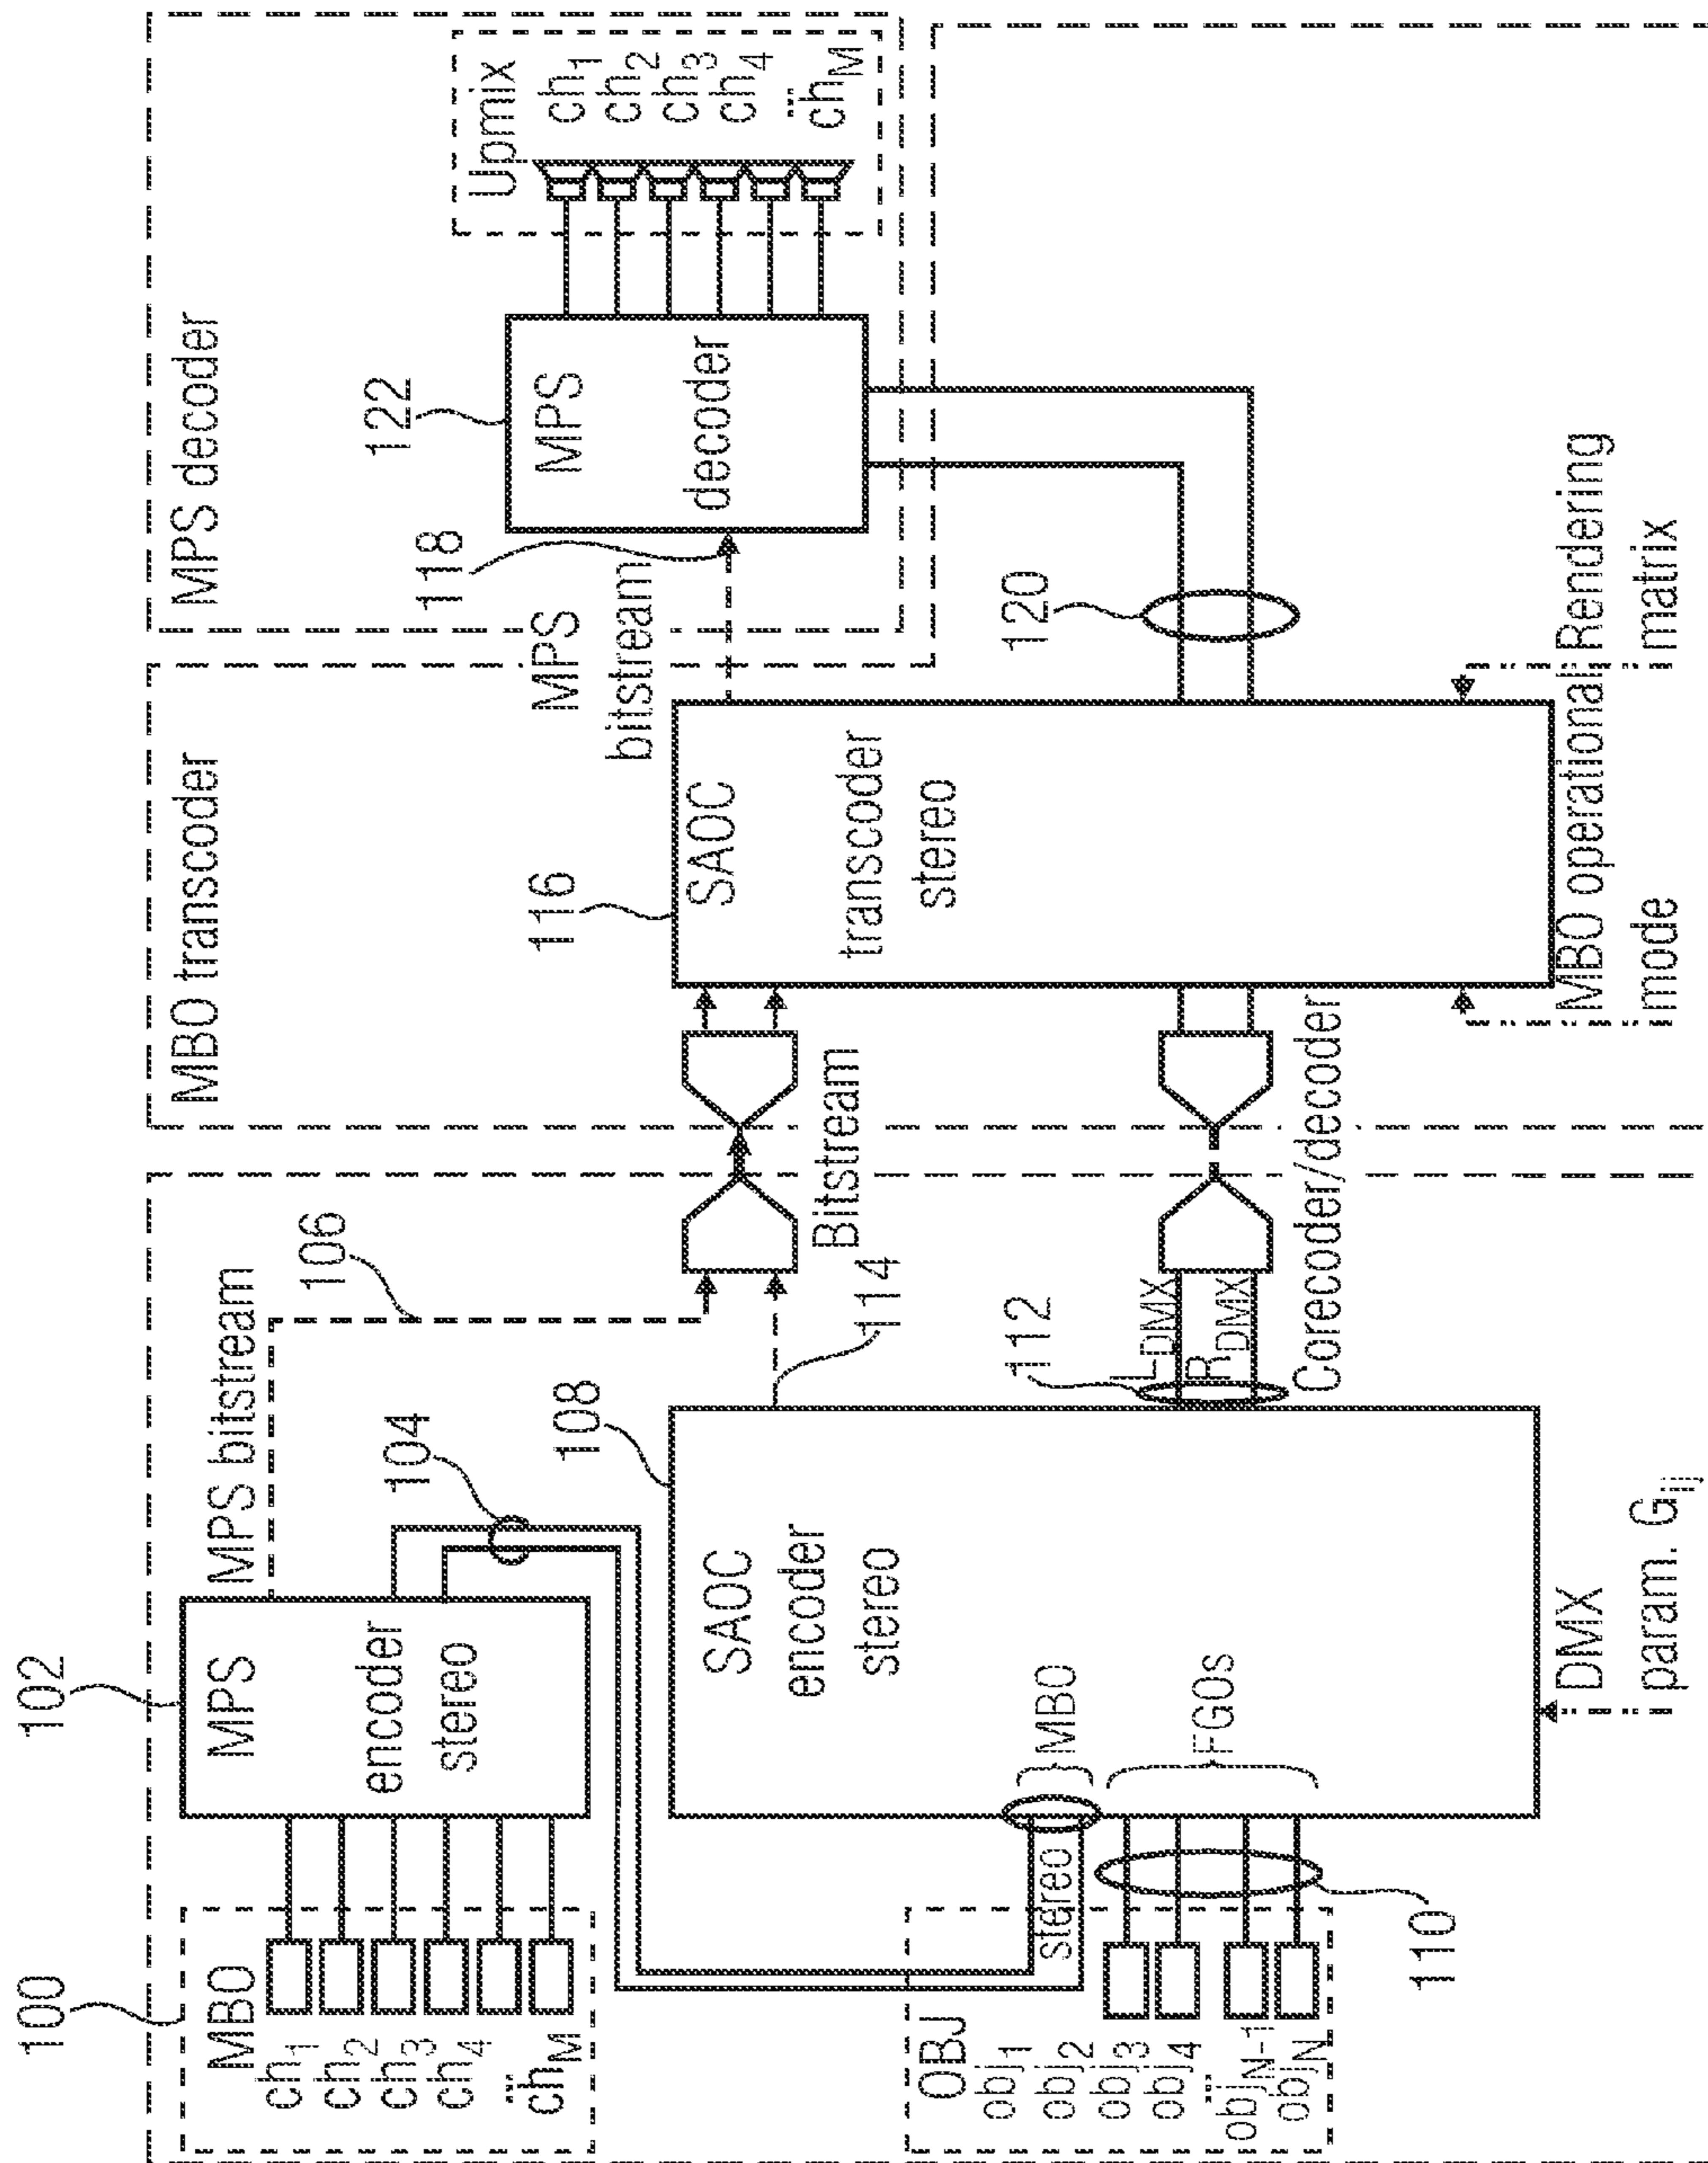 100
MBO
ch1
ch2
ch3
ch4
...
chM
102
MPS
encoder
stereo
MPS bitstream
106
104
OBJ
obj1
obj2
obj3
obj4
...
objN-1
objN
stereo
110
108
SAOC
encoder
stereo
MBO
FGOs
DMX
param. Gij
114
112
LDMX
RDMX
Bitstream
Corecoder/decoder
MBO transcoder
116
SAOC
transcoder
stereo
MBO operational
mode
Rendering
matrix
MPS
bitstream
118
120
MPS decoder
122
MPS
decoder
Upmix
ch1
ch2
ch3
ch4
...
chM